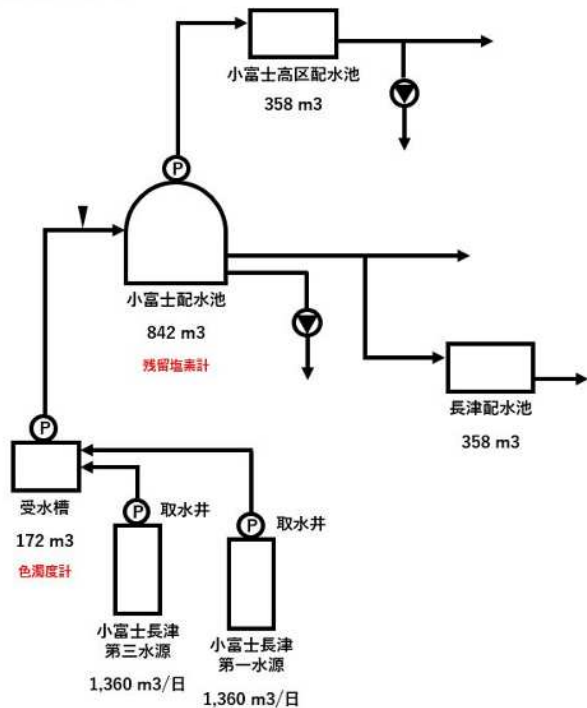 小富士高区配水池
358 m3
P
小富士配水池
842 m3
残留塩素計
長津配水池
358 m3
P
受水槽
172 m3
色濁度計
P 取水井
小富士長津
第三水源
1,360 m3/日
P 取水井
小富士長津
第一水源
1,360 m3/日